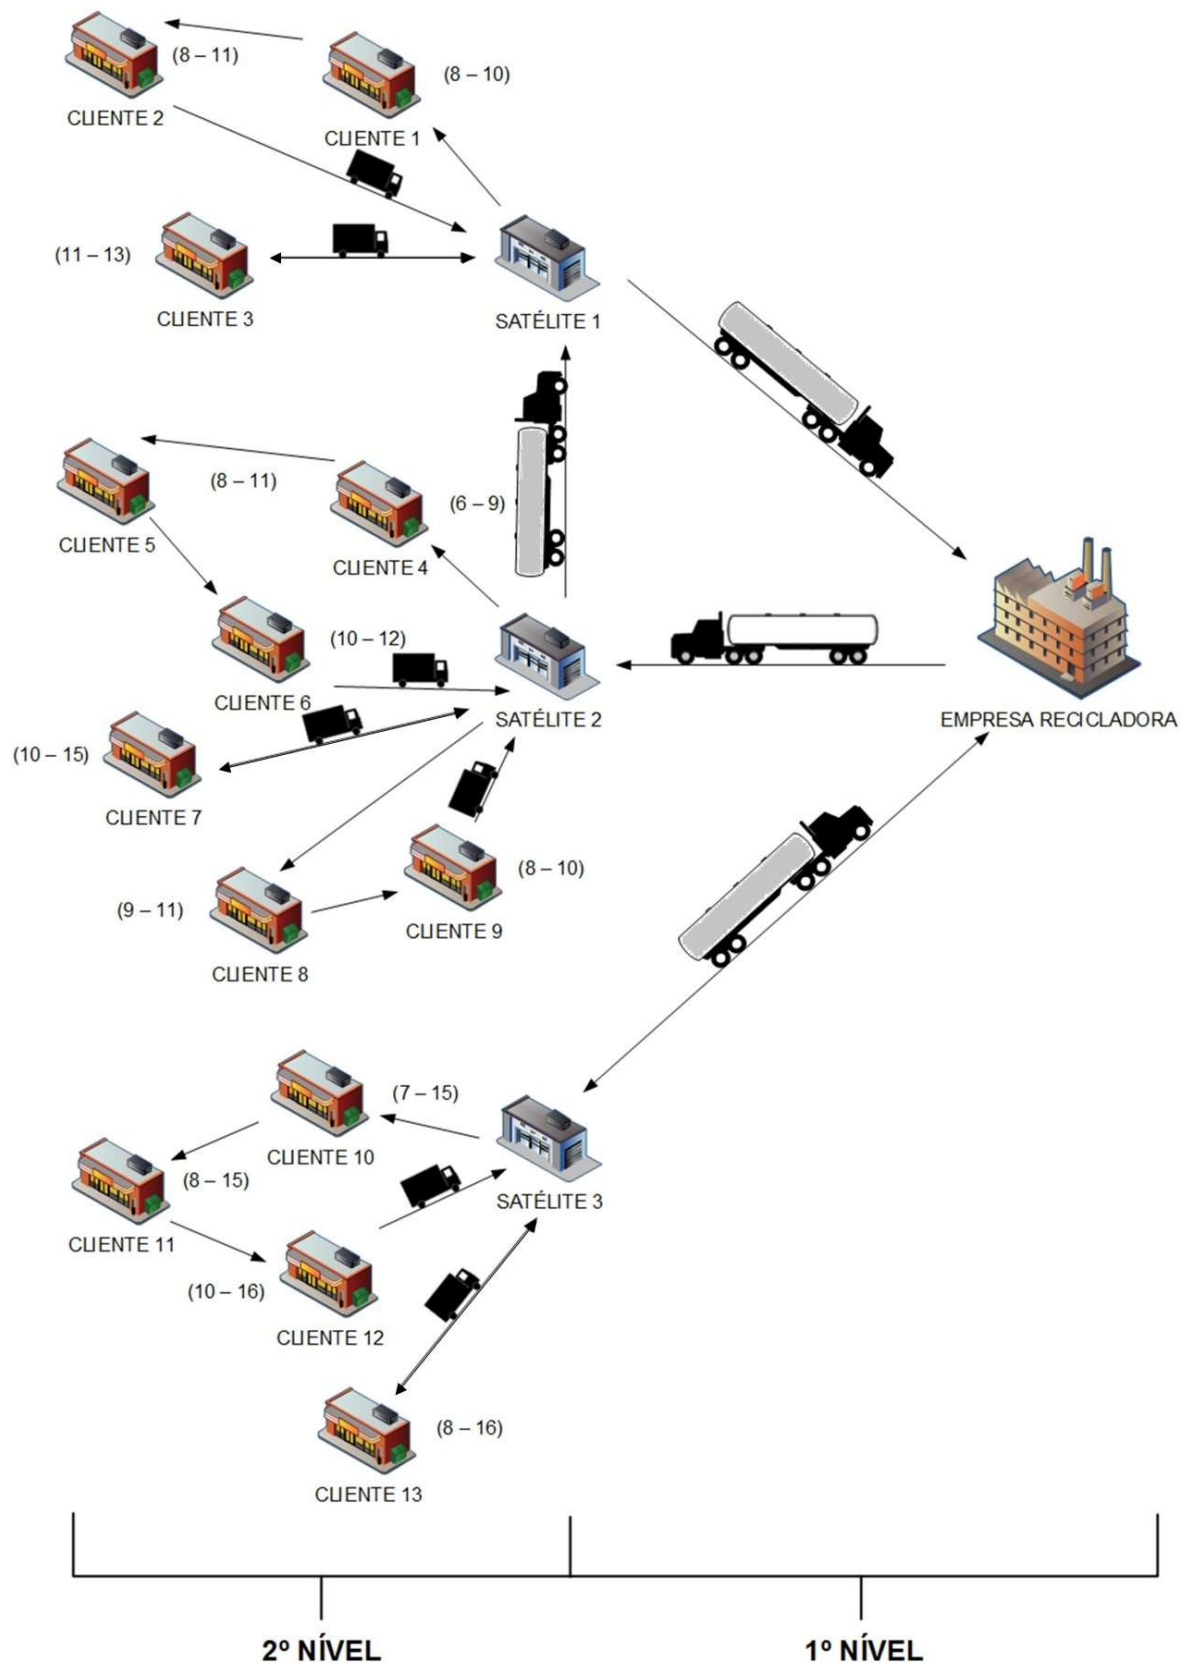 (8 – 11)
(8 – 10)
CLIENTE 2
CLIENTE 1
(11 – 13)
CLIENTE 3
SATÉLITE 1
(8 – 11)
(6 – 9)
CLIENTE 5
CLIENTE 4
(10 – 12)
CLIENTE 6
SATÉLITE 2
EMPRESA RECICLADORA
(10 – 15)
CLIENTE 7
(8 – 10)
(9 – 11)
CLIENTE 9
CLIENTE 8
(7 – 15)
CLIENTE 10
(8 – 15)
SATÉLITE 3
CLIENTE 11
(10 – 16)
CLIENTE 12
(8 – 16)
CLIENTE 13
2º NÍVEL
1º NÍVEL